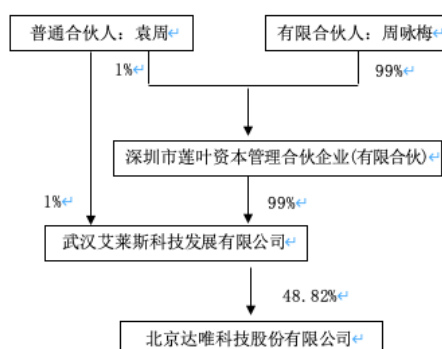 普通合伙人：袁周↵
有限合伙人：周咏梅↵
1%↵
99%↵
深圳市莲叶资本管理合伙企业(有限合伙)↵
1%↵
99%↵
武汉艾莱斯科技发展有限公司↵
48.82%↵
北京达唯科技股份有限公司↵